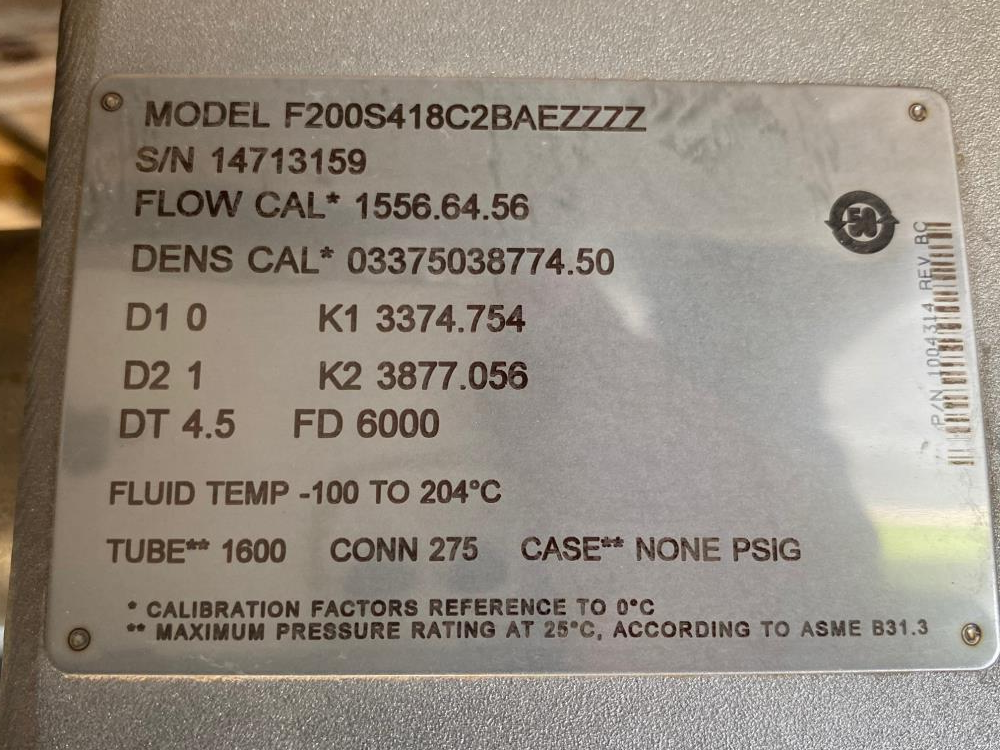 MODEL F200S418C2BAEZZZZ
S/N 14713159
FLOW CAL* 1556.64.56
DENS CAL* 03375038774.50
D1 0 K1 3374.754
D2 1 K2 3877.056
DT 4.5 FD 6000
FLUID TEMP -100 TO 204°C
TUBE** 1600 CONN 275 CASE** NONE PSIG
* CALIBRATION FACTORS REFERENCE TO 0°C
** MAXIMUM PRESSURE RATING AT 25°C, ACCORDING TO ASME B31.3
50
P/N 1004314 REV BC